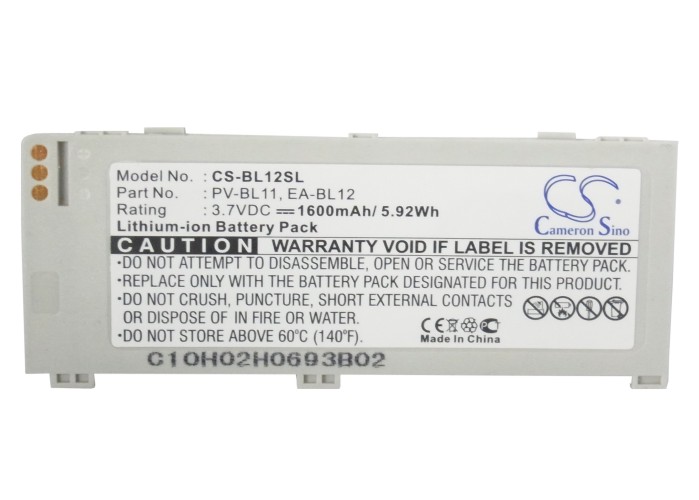 Model No. : CS-BL12SL
Part No. : PV-BL11, EA-BL12
Rating : 3.7VDC 1600mAh/ 5.92Wh
Lithium-ion Battery Pack
CS
Cameron Sino
CAUTION WARRANTY VOID IF LABEL IS REMOVED!
•DO NOT ATTEMPT TO DISASSEMBLE, OPEN OR SERVICE THE BATTERY PACK.
•REPLACE ONLY WITH THE BATTERY PACK DESIGNATED FOR THIS PRODUCT.
•DO NOT CRUSH, PUNCTURE, SHORT EXTERNAL CONTACTS
OR DISPOSE OF IN FIRE OR WATER.
•DO NOT STORE ABOVE 60°C (140°F).
CE
Made In China
C10H02H0693B02